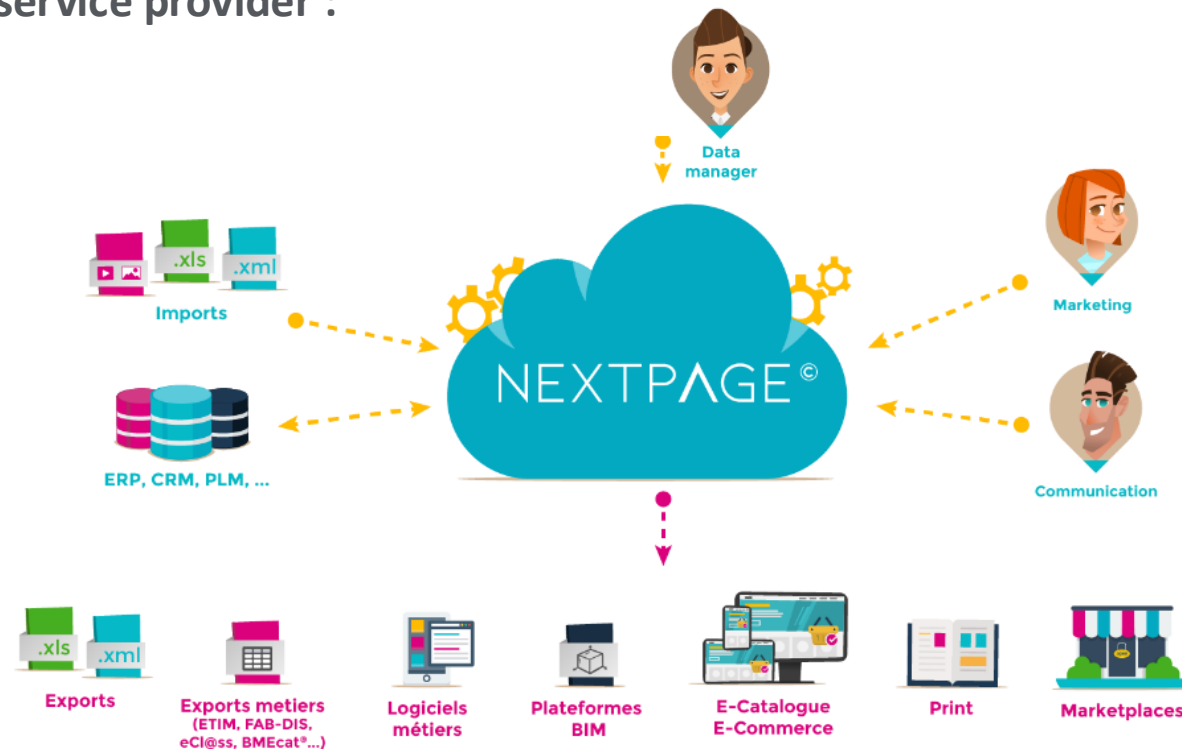 service provider :
Data
manager
.xls
.xml
Imports
Marketing
NEXTPAGE©
ERP, CRM, PLM, ...
Communication
.xls
.xml
Exports
Exports metiers
(ETIM, FAB-DIS,
eCl@ss, BMEcat®...)
Logiciels
métiers
Plateformes
BIM
E-Catalogue
E-Commerce
Print
Marketplaces